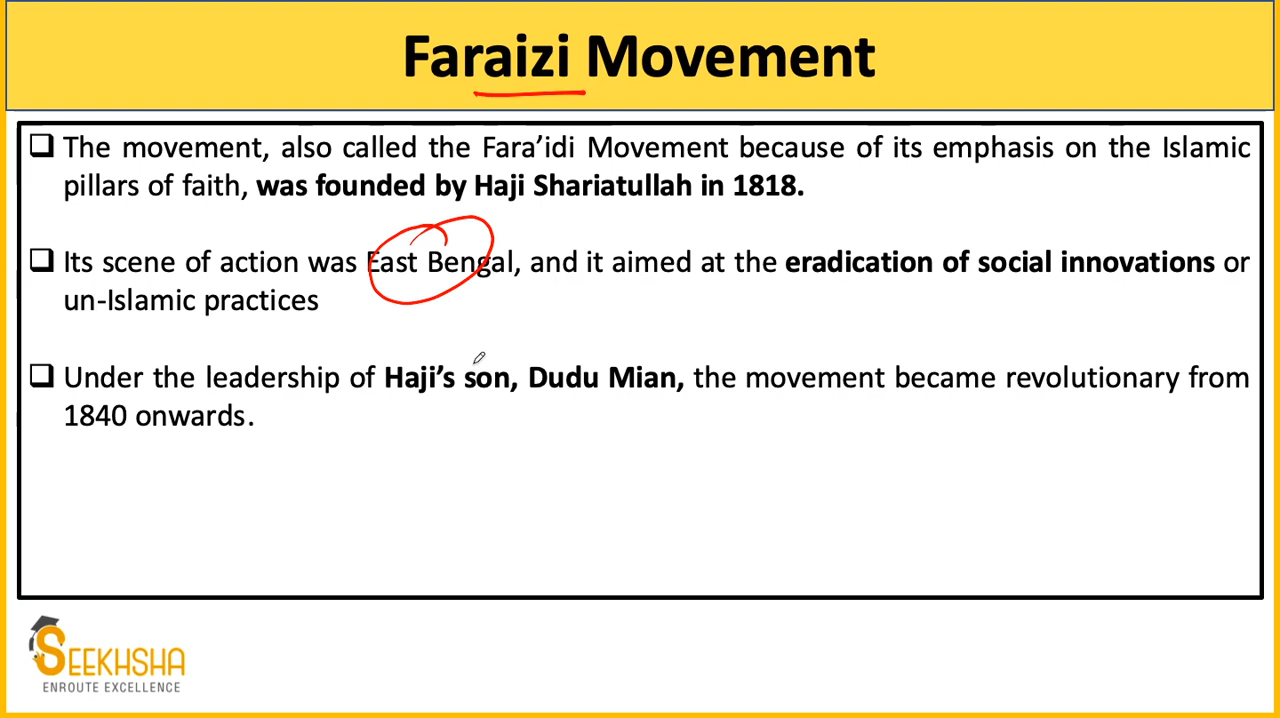 Faraizi Movement
❑ The movement, also called the Fara’idi Movement because of its emphasis on the Islamic
pillars of faith, was founded by Haji Shariatullah in 1818.
❑ Its scene of action was East Bengal, and it aimed at the eradication of social innovations or
un-Islamic practices
❑ Under the leadership of Haji’s son, Dudu Mian, the movement became revolutionary from
1840 onwards.
SEEKHSHA
ENROUTE EXCELLENCE